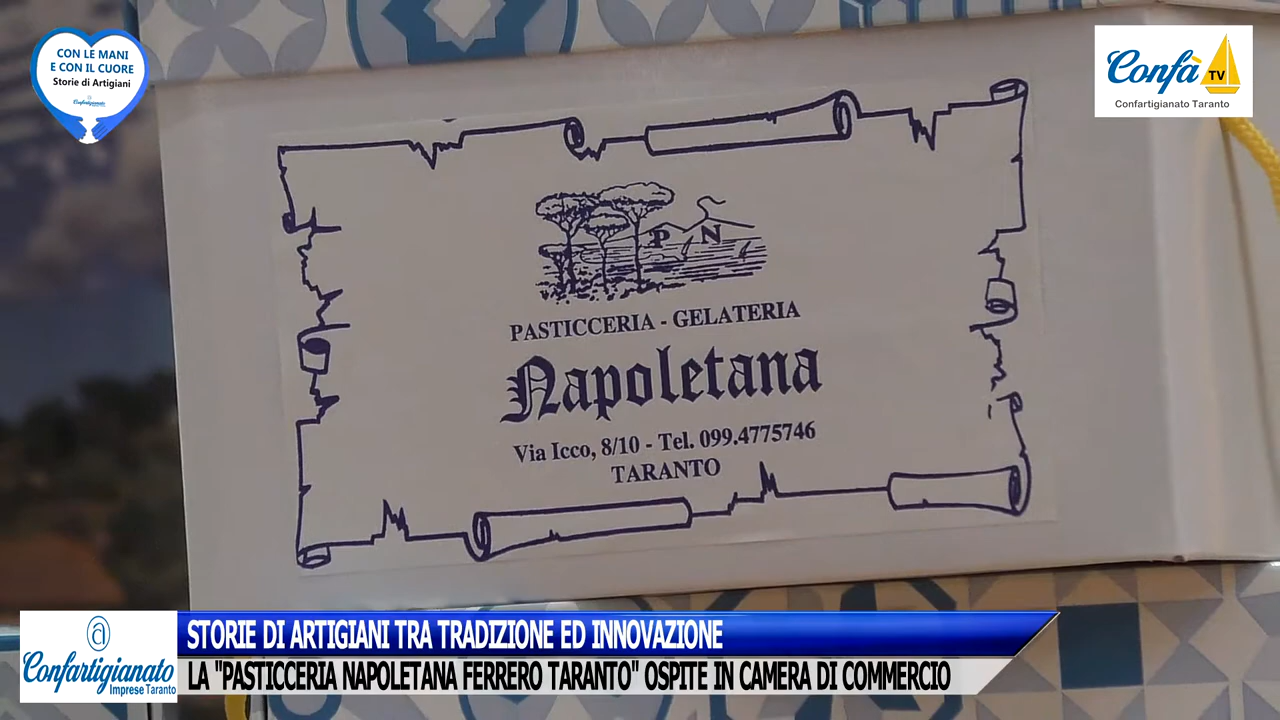 CON LE MANI
E CON IL CUORE
Storie di Artigiani
Confartigianato
Confà TV
Confartigianato Taranto
P N
PASTICCERIA - GELATERIA
Napoletana
Via Icco, 8/10 - Tel. 099.4775746
TARANTO
Confartigianato
Imprese Taranto
STORIE DI ARTIGIANI TRA TRADIZIONE ED INNOVAZIONE
LA "PASTICCERIA NAPOLETANA FERRERO TARANTO" OSPITE IN CAMERA DI COMMERCIO